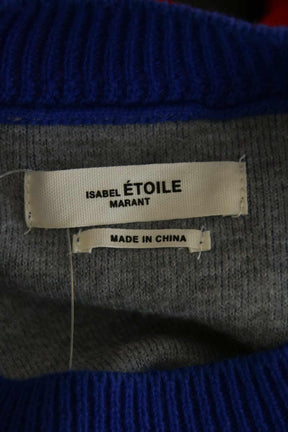 ISABEL ÉTOILE
MARANT
MADE IN CHINA